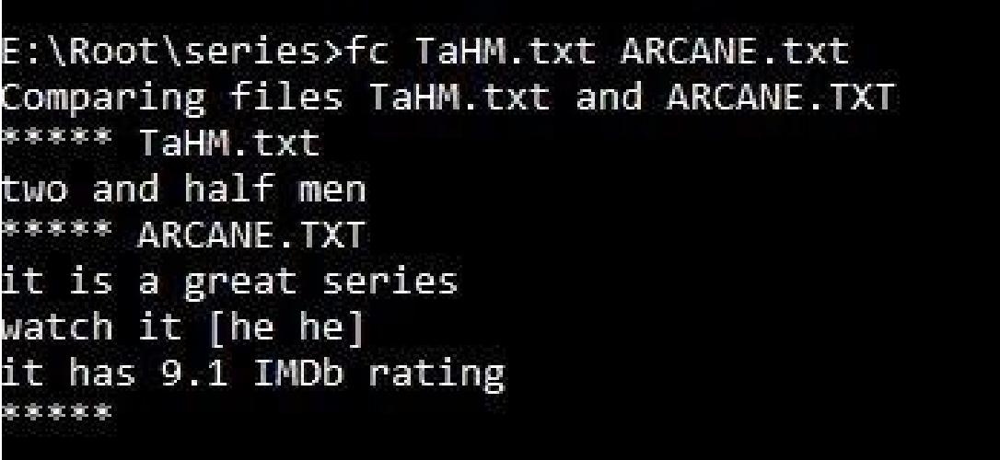 E:\Root\series>fc TaHM.txt ARCANE.txt
Comparing files TaHM.txt and ARCANE.TXT
***** TaHM.txt
two and half men
***** ARCANE.TXT
it is a great series
watch it [he he]
it has 9.1 IMDb rating
*****